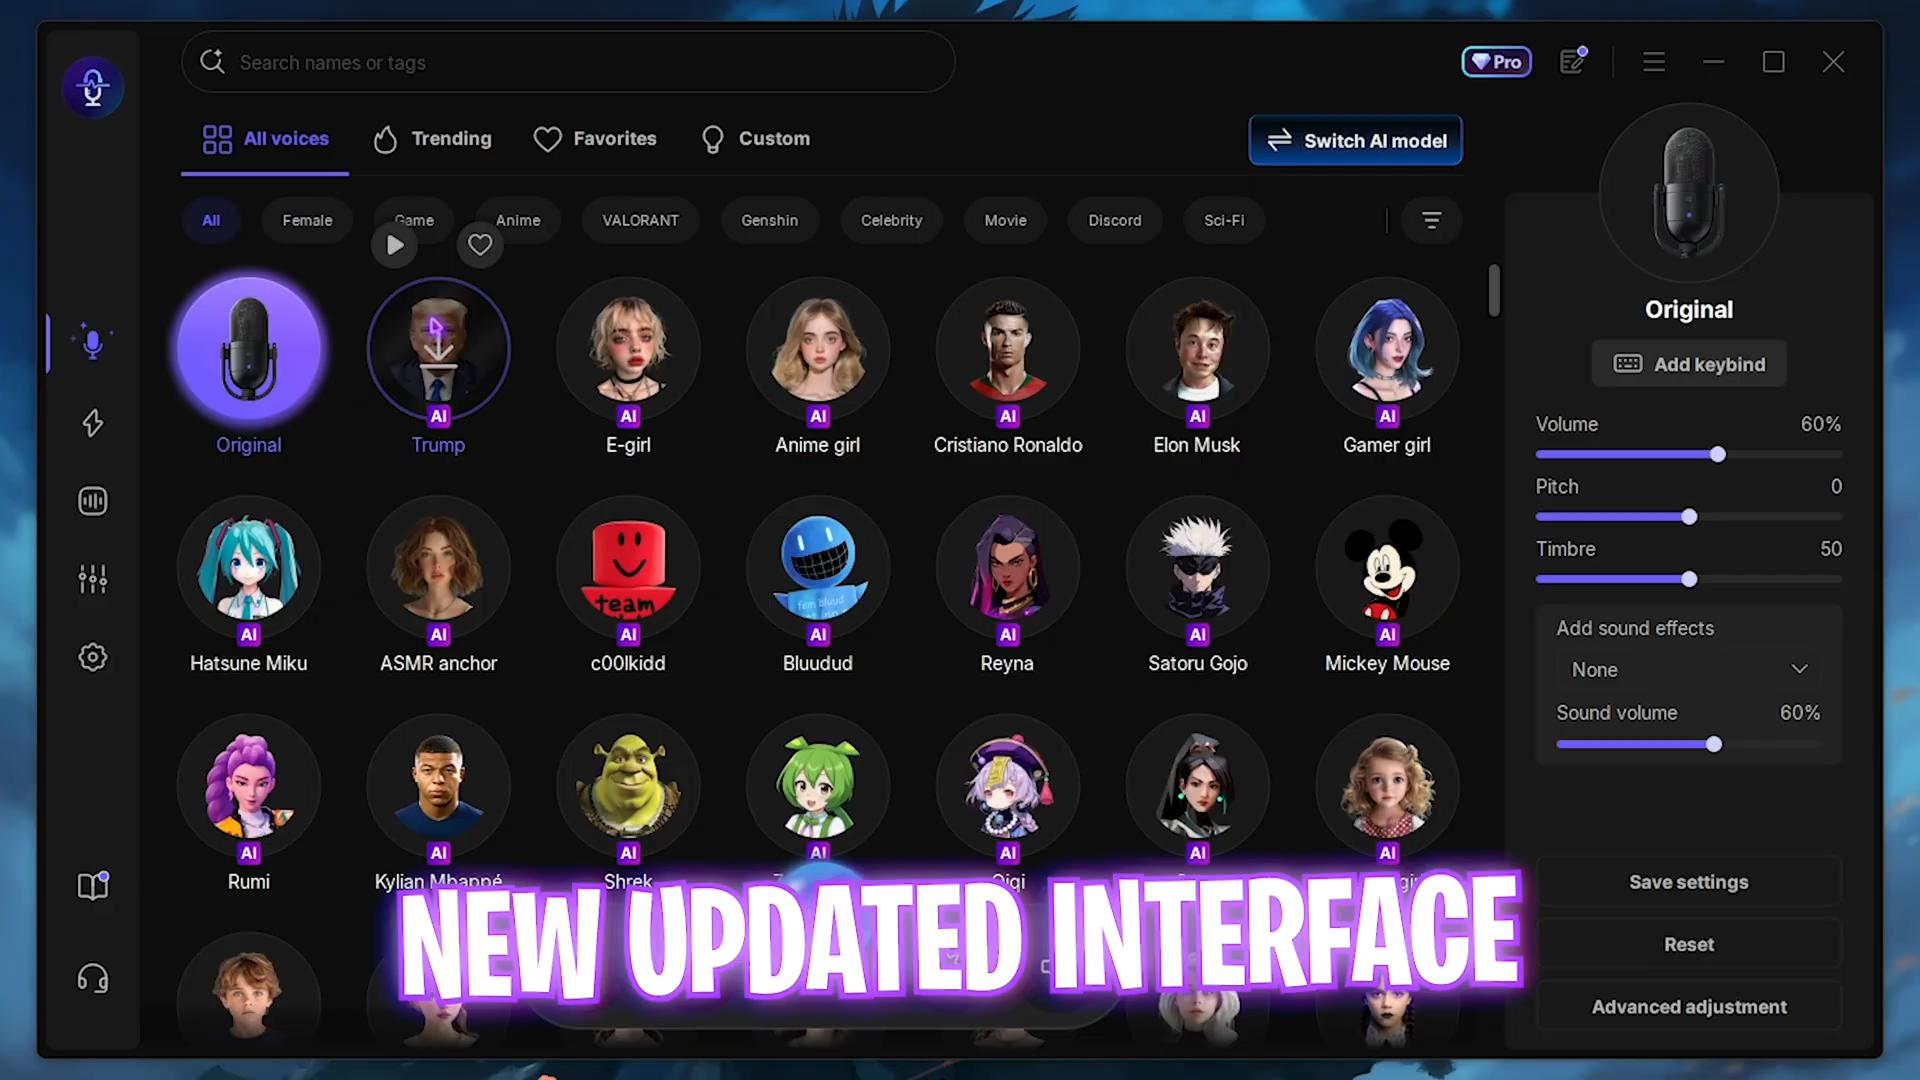 Search names or tags
Pro
All voices
Trending
Favorites
Custom
Switch AI model
All
Female
Game
Anime
VALORANT
Genshin
Celebrity
Movie
Discord
Sci-Fi
AI
AI
AI
AI
AI
AI
Original
Trump
E-girl
Anime girl
Cristiano Ronaldo
Elon Musk
Gamer girl
team
fem bluud
AI
AI
AI
AI
AI
AI
AI
Hatsune Miku
ASMR anchor
c00lkidd
Bluudud
Reyna
Satoru Gojo
Mickey Mouse
AI
AI
AI
AI
AI
AI
AI
Rumi
Kylian Mbappé
Shrek
Qiqi
NEW UPDATED INTERFACE
Original
Add keybind
Volume 60%
Pitch 0
Timbre 50
Add sound effects
None
Sound volume 60%
Save settings
Reset
Advanced adjustment